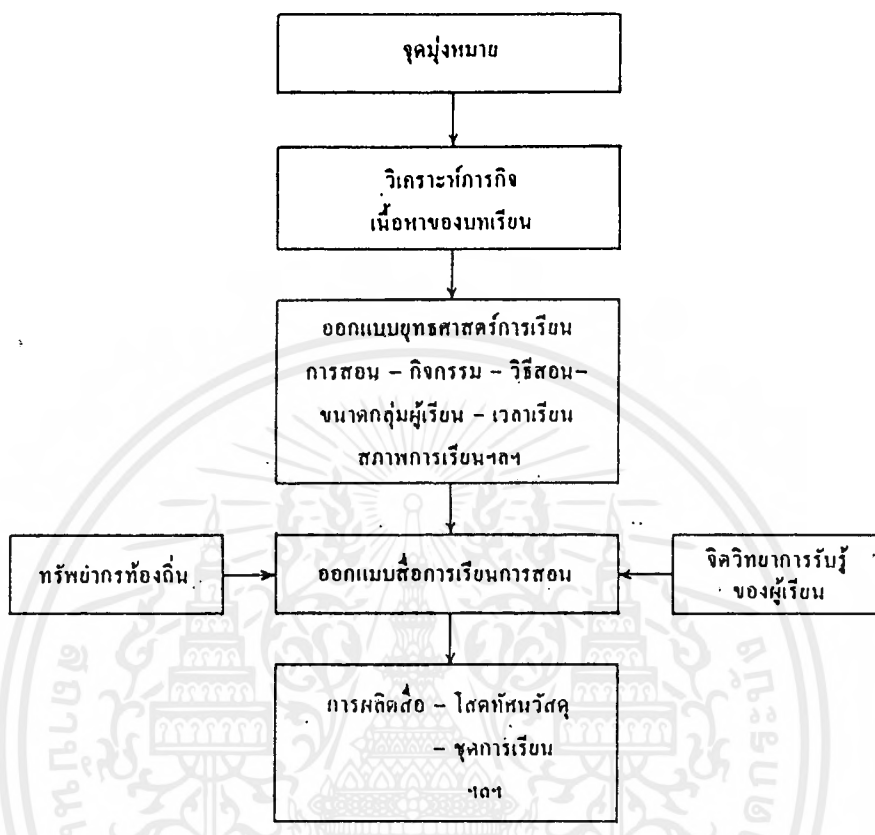 จุดมุ่งหมาย
วิเคราะห์ภารกิจ
เนื้อหาของบทเรียน
ออกแบบยุทธศาสตร์การเรียน
การสอน – กิจกรรม – วิธีสอน–
ขนาดกลุ่มผู้เรียน – เวลาเรียน
สภาพการเรียนฯลฯ
ทรัพยากรท้องถิ่น
ออกแบบสื่อการเรียนการสอน
จิตวิทยาการรับรู้
ของผู้เรียน
การผลิตสื่อ – โสตทัศนวัสดุ
– ชุดการเรียน
ฯลฯ